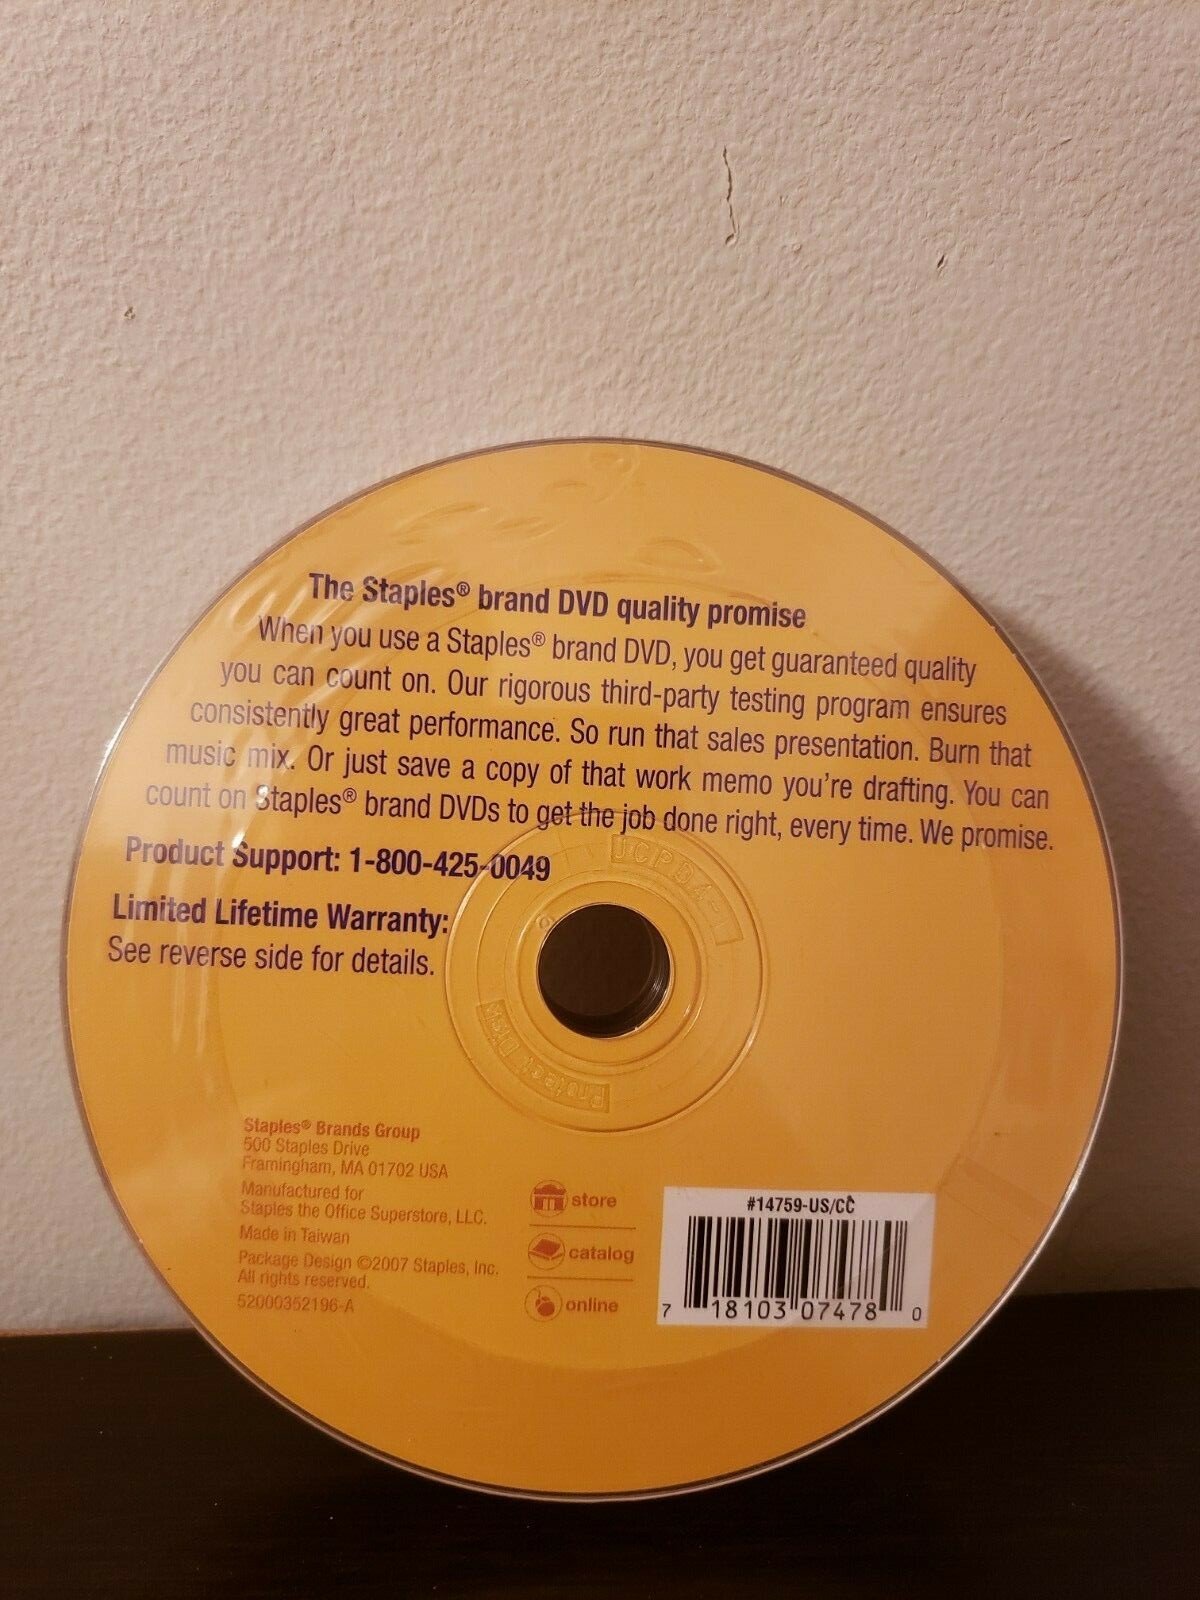 The Staples® brand DVD quality promise
When you use a Staples® brand DVD, you get guaranteed quality
you can count on. Our rigorous third-party testing program ensures
consistently great performance. So run that sales presentation. Burn that
music mix. Or just save a copy of that work memo you're drafting. You can
count on Staples® brand DVDs to get the job done right, every time. We promise.
Product Support: 1-800-425-0049
JCPD4-1
Limited Lifetime Warranty:
See reverse side for details.
Protect Disk
Staples® Brands Group
500 Staples Drive
Framingham, MA 01702 USA
Manufactured for
Staples the Office Superstore, LLC.
Made in Taiwan
Package Design ©2007 Staples, Inc.
All rights reserved.
52000352196-A
store
catalog
online
#14759-US/CC
7 18103 07478 0